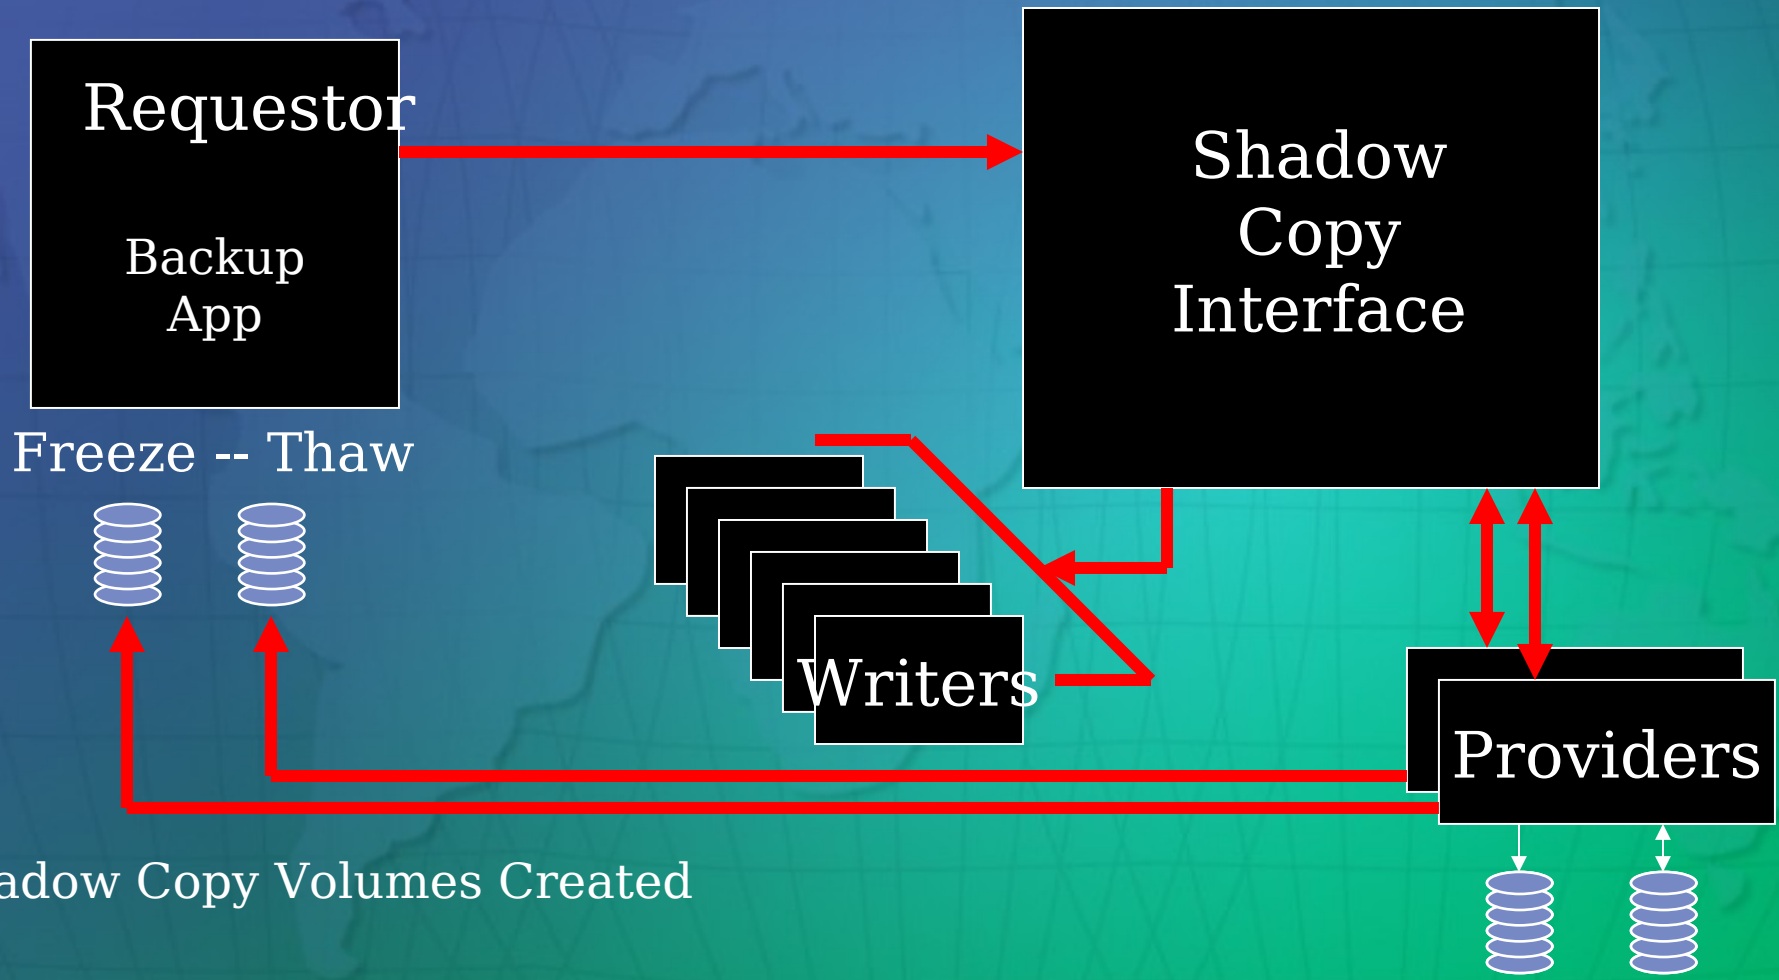 Requestor
Backup
App
Shadow
Copy
Interface
Freeze -- Thaw
Writers
Providers
adow Copy Volumes Created